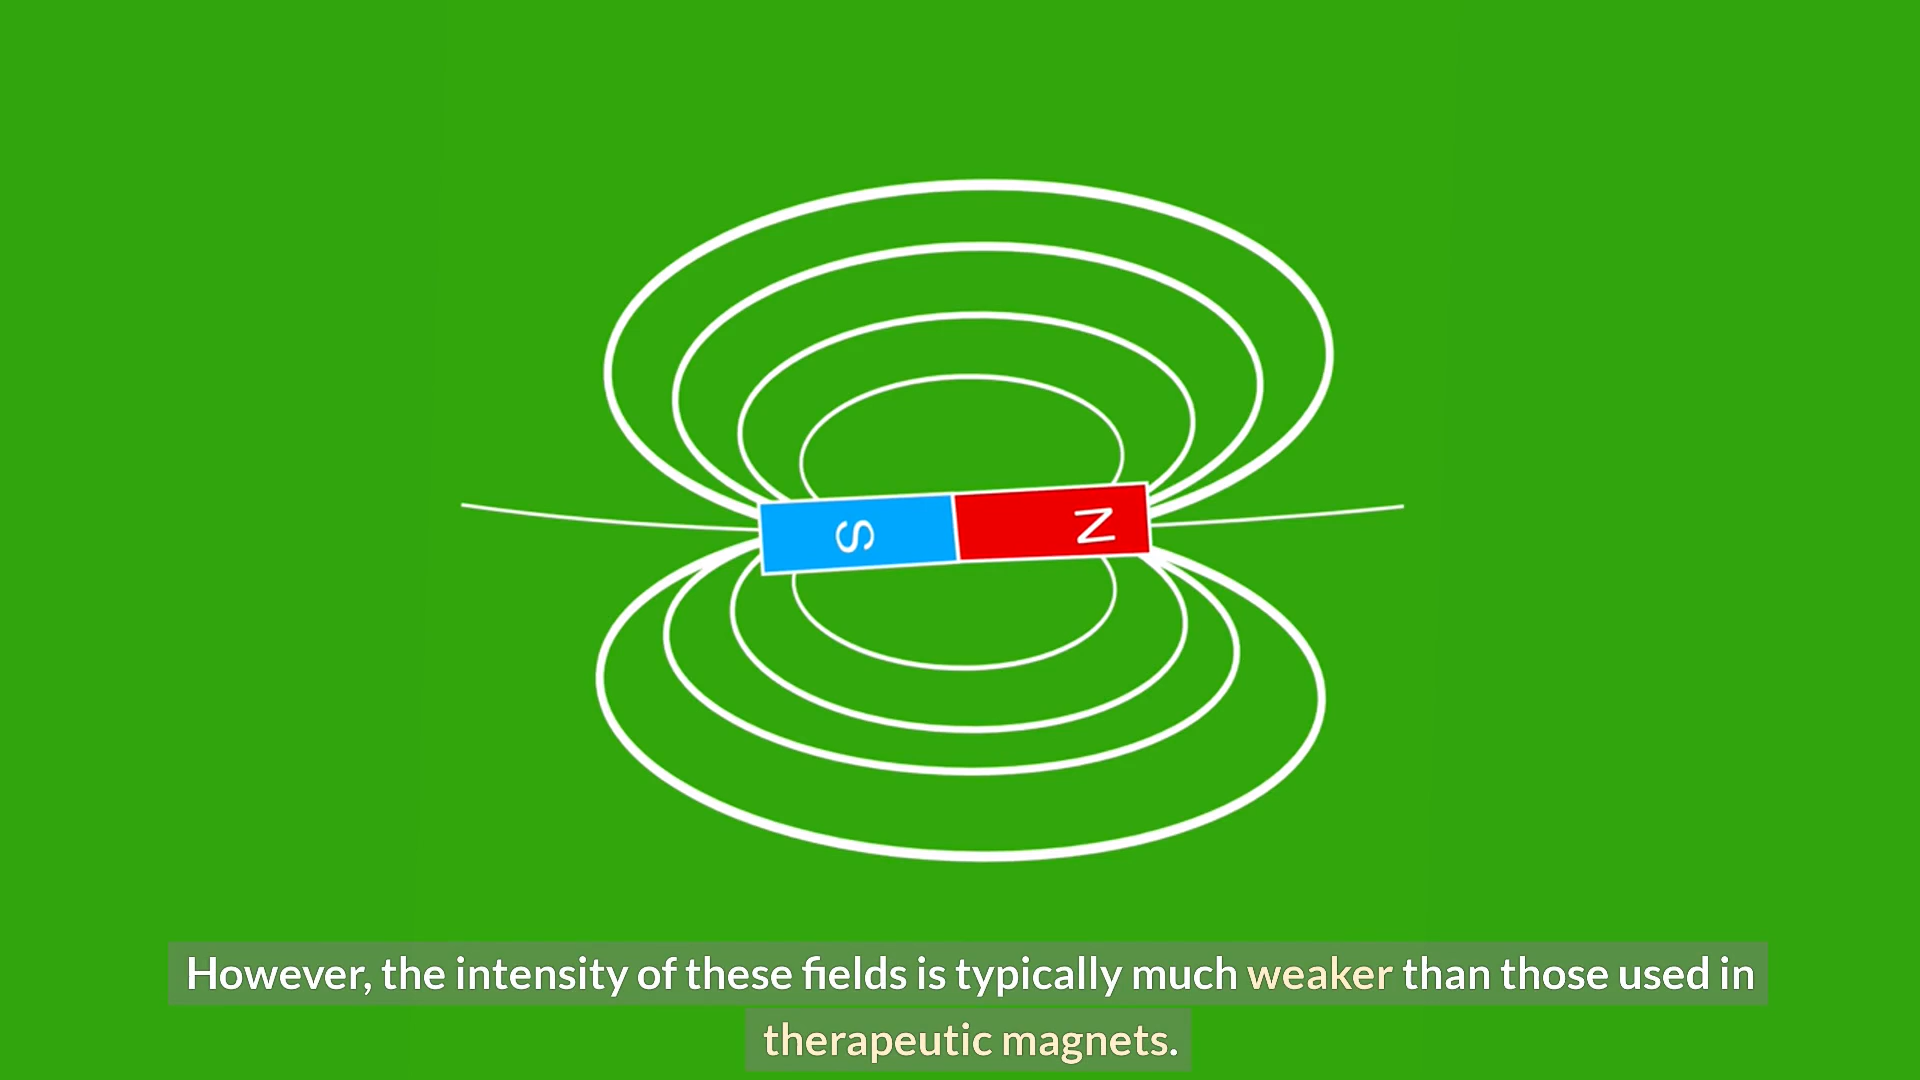 S N
However, the intensity of these fields is typically much weaker than those used in
therapeutic magnets.